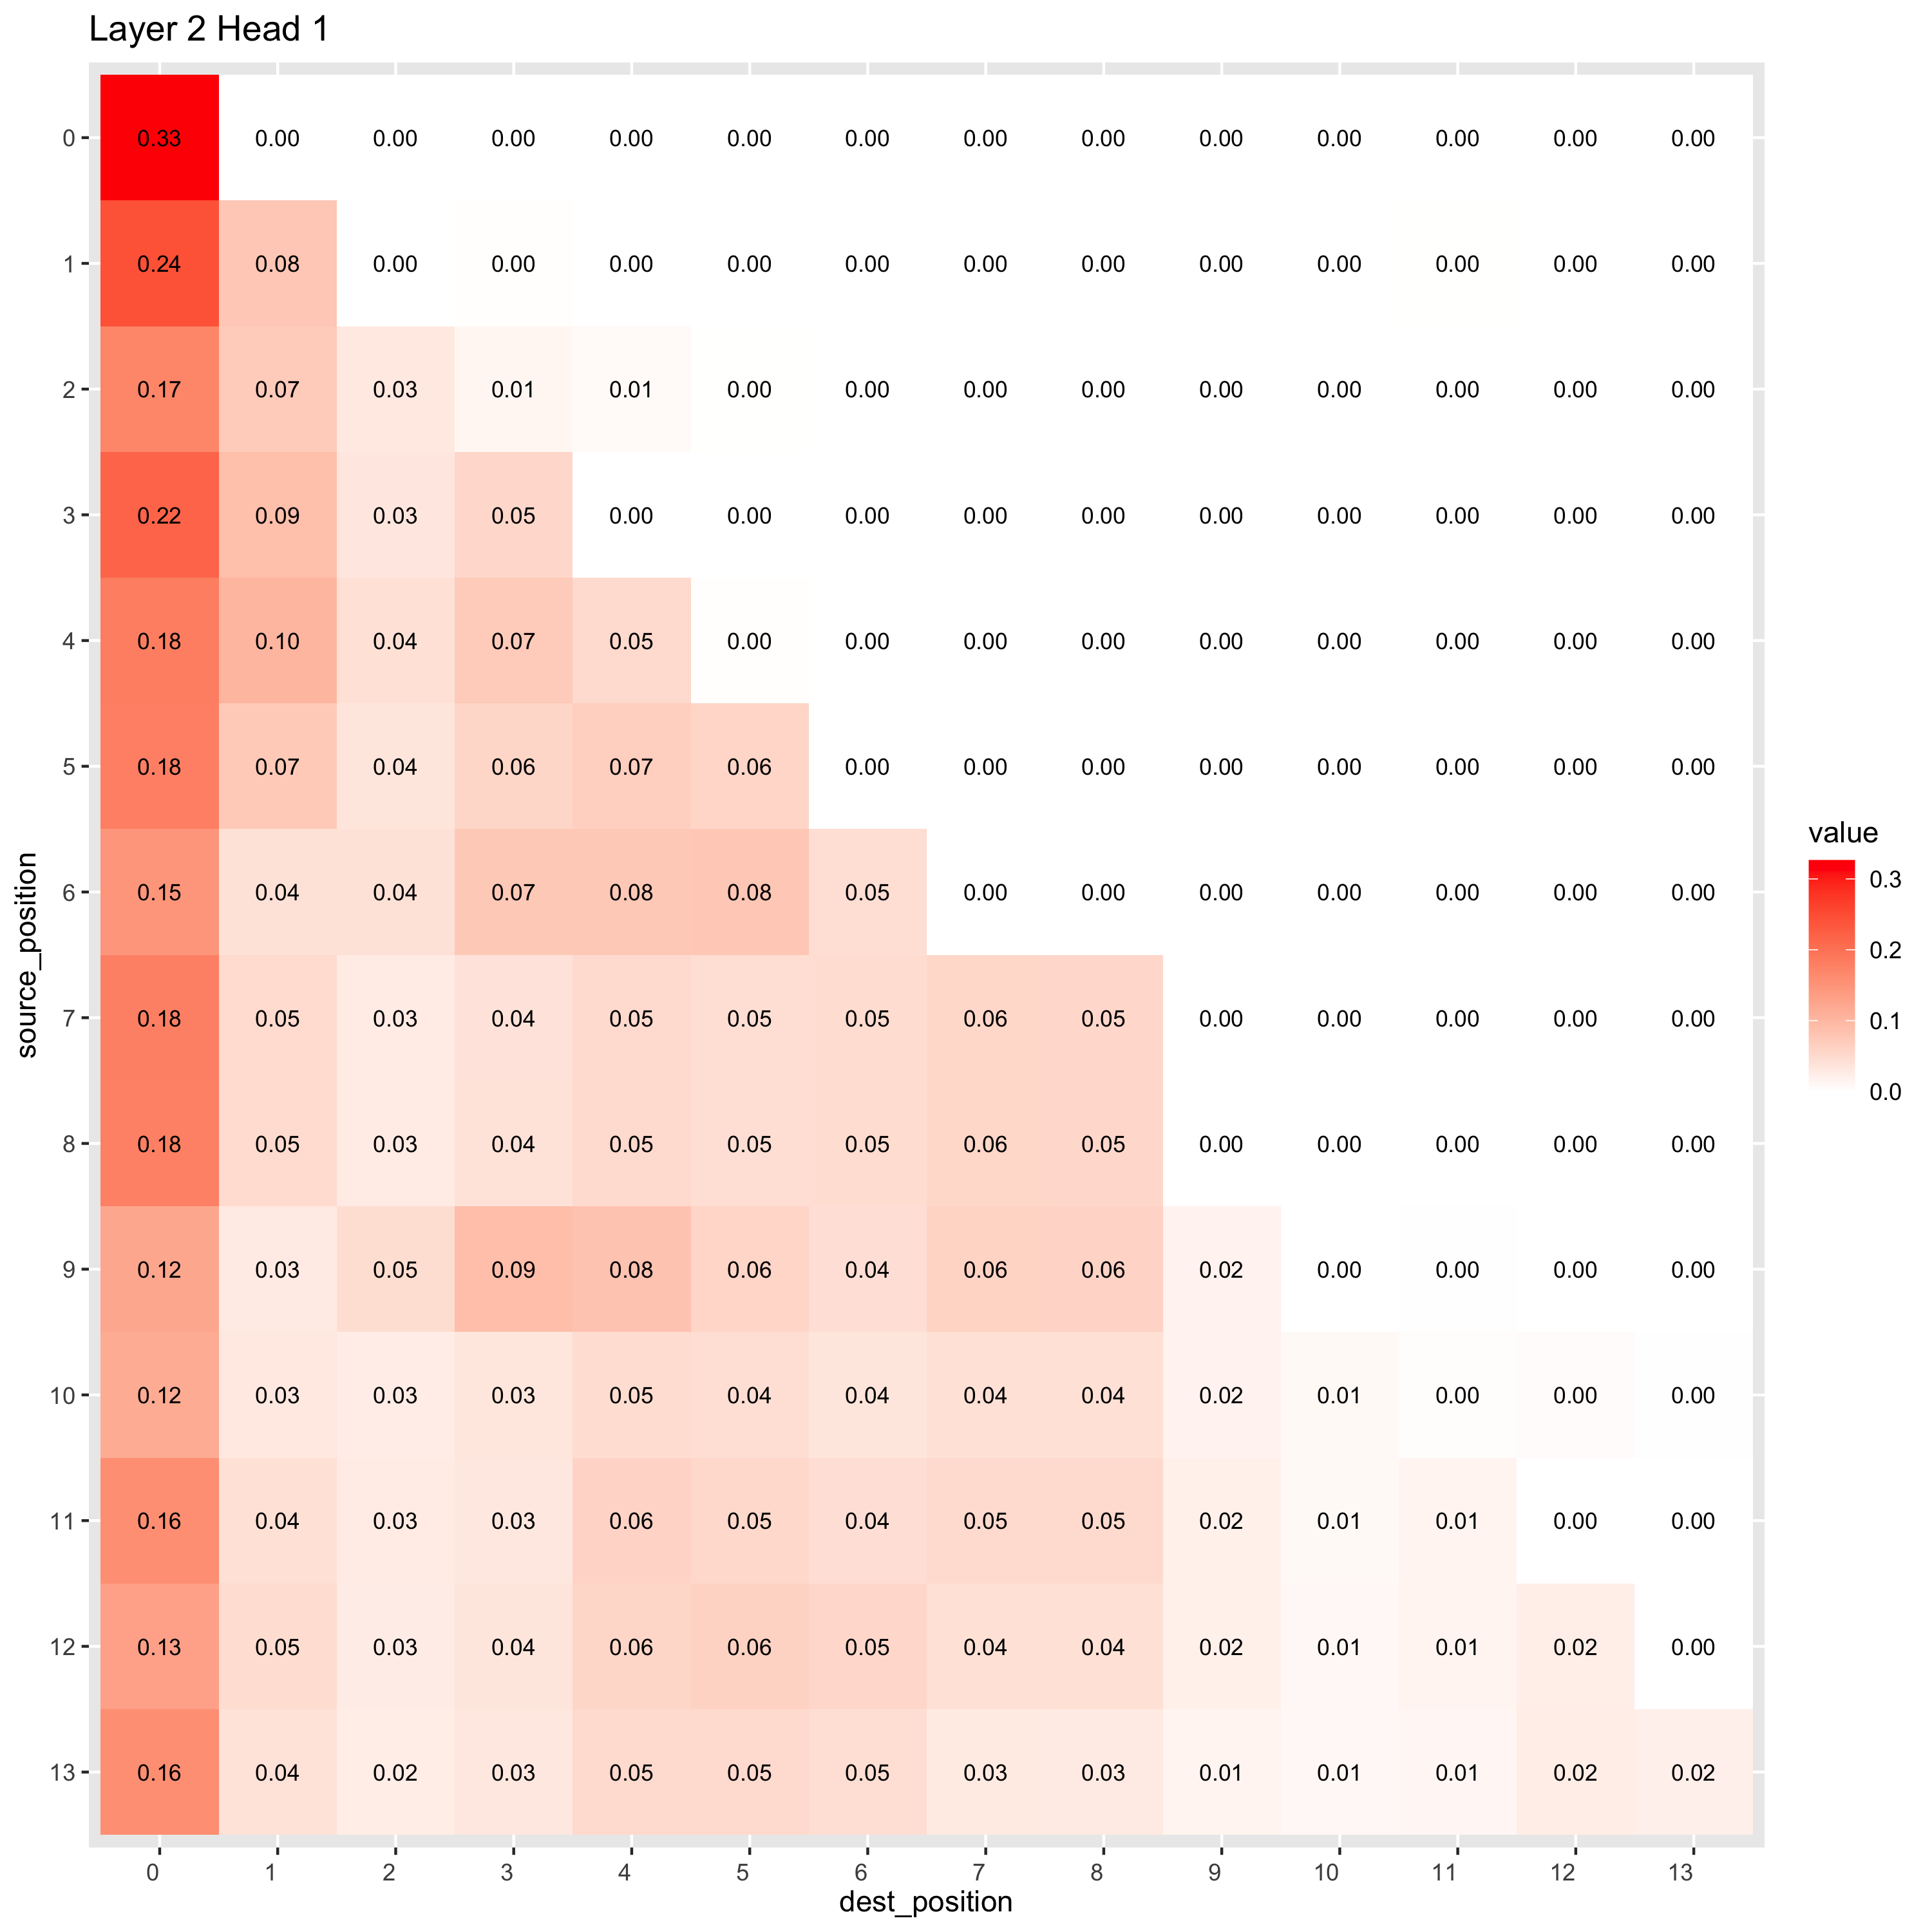 Layer 2 Head 1
0 0.33 0.00 0.00 0.00 0.00 0.00 0.00 0.00 0.00 0.00 0.00 0.00 0.00 0.00
1 0.24 0.08 0.00 0.00 0.00 0.00 0.00 0.00 0.00 0.00 0.00 0.00 0.00 0.00
2 0.17 0.07 0.03 0.01 0.01 0.00 0.00 0.00 0.00 0.00 0.00 0.00 0.00 0.00
3 0.22 0.09 0.03 0.05 0.00 0.00 0.00 0.00 0.00 0.00 0.00 0.00 0.00 0.00
4 0.18 0.10 0.04 0.07 0.05 0.00 0.00 0.00 0.00 0.00 0.00 0.00 0.00 0.00
5 0.18 0.07 0.04 0.06 0.07 0.06 0.00 0.00 0.00 0.00 0.00 0.00 0.00 0.00
6 0.15 0.04 0.04 0.07 0.08 0.08 0.05 0.00 0.00 0.00 0.00 0.00 0.00 0.00
7 0.18 0.05 0.03 0.04 0.05 0.05 0.05 0.06 0.05 0.00 0.00 0.00 0.00 0.00
8 0.18 0.05 0.03 0.04 0.05 0.05 0.05 0.06 0.05 0.00 0.00 0.00 0.00 0.00
9 0.12 0.03 0.05 0.09 0.08 0.06 0.04 0.06 0.06 0.02 0.00 0.00 0.00 0.00
10 0.12 0.03 0.03 0.03 0.05 0.04 0.04 0.04 0.04 0.02 0.01 0.00 0.00 0.00
11 0.16 0.04 0.03 0.03 0.06 0.05 0.04 0.05 0.05 0.02 0.01 0.01 0.00 0.00
12 0.13 0.05 0.03 0.04 0.06 0.06 0.05 0.04 0.04 0.02 0.01 0.01 0.02 0.00
13 0.16 0.04 0.02 0.03 0.05 0.05 0.05 0.03 0.03 0.01 0.01 0.01 0.02 0.02
0 1 2 3 4 5 6 7 8 9 10 11 12 13
dest_position
source_position
value
0.3
0.2
0.1
0.0